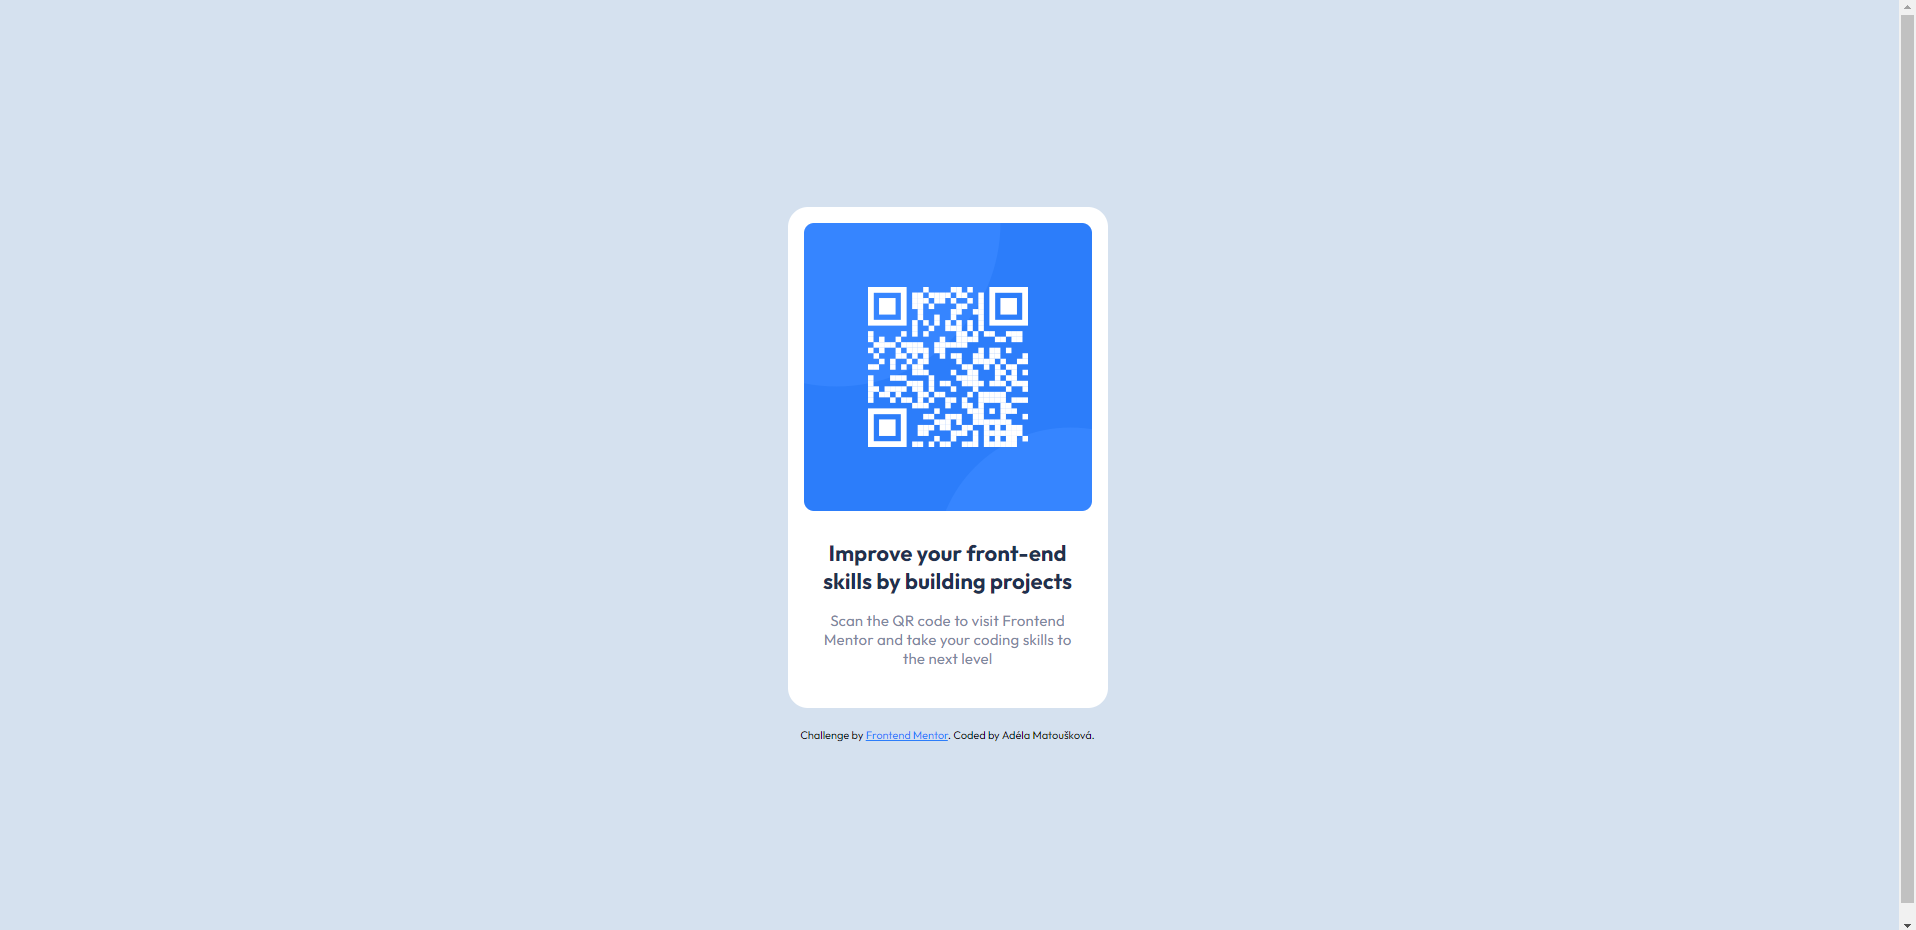 Improve your front-end
skills by building projects
Scan the QR code to visit Frontend
Mentor and take your coding skills to
the next level
Challenge by Frontend Mentor. Coded by Adéla Matoušková.